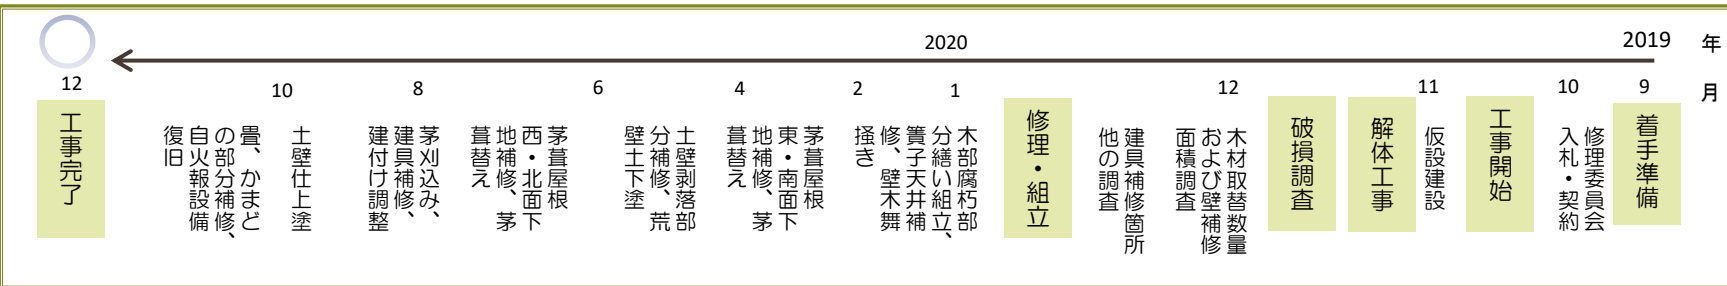 年
2019
2020
月
9
10
11
12
1
2
4
6
8
10
12
着手準備
修理委員会
入札・契約
工事開始
仮設建設
解体工事
破損調査
木材取替数量
および壁補修
面積調査
建具補修箇所
他の調査
修理・組立
木部腐朽部
分繕い組立、
簀子天井補
修、壁木舞
掻き
茅葺屋根
東・南面下
地補修、茅
葺替え
土壁剥落部
分補修、荒
壁土下塗
茅葺屋根
西・北面下
地補修、茅
葺替え
茅刈込み、
建具補修、
建付け調整
土壁仕上塗
畳、かまど
の部分補修、
自火報設備
復旧
工事完了